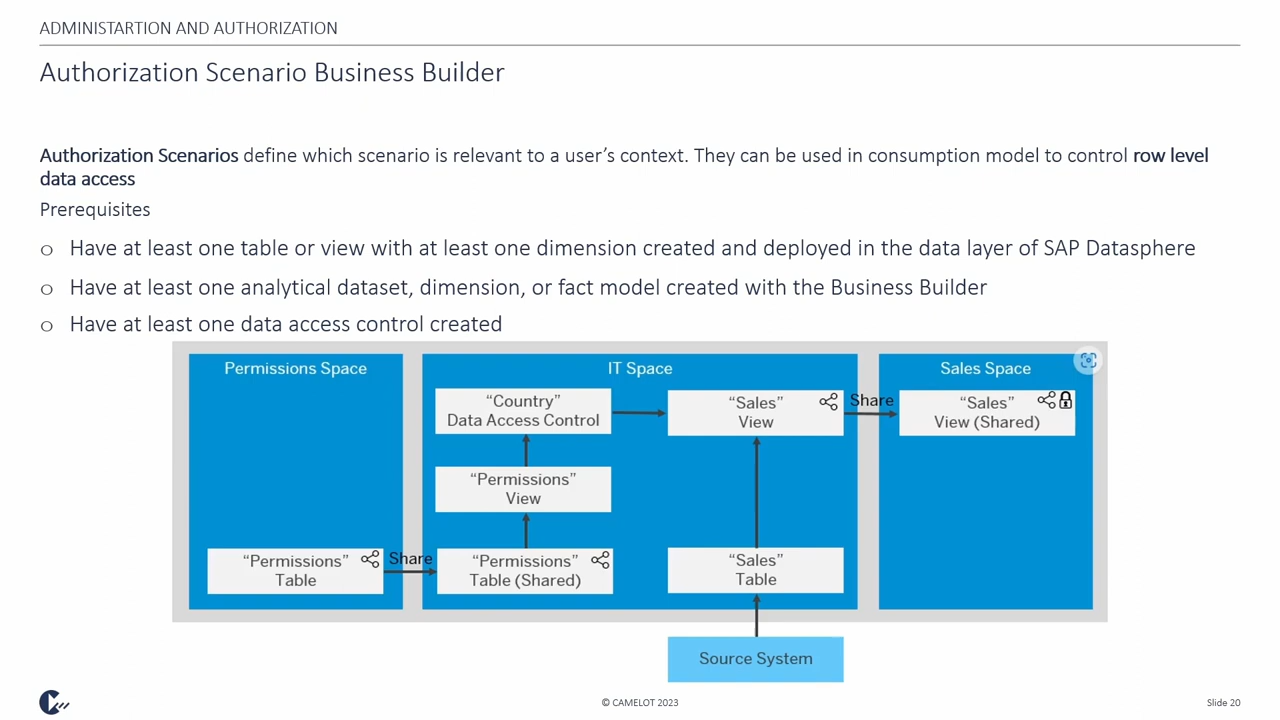 ADMINISTARTION AND AUTHORIZATION
Authorization Scenario Business Builder
Authorization Scenarios define which scenario is relevant to a user’s context. They can be used in consumption model to control row level
data access
Prerequisites
o Have at least one table or view with at least one dimension created and deployed in the data layer of SAP Datasphere
o Have at least one analytical dataset, dimension, or fact model created with the Business Builder
o Have at least one data access control created
Permissions Space
IT Space
Sales Space
“Country”
Data Access Control
“Sales”
View
Share
“Sales”
View (Shared)
“Permissions”
View
“Permissions”
Table
Share
“Permissions”
Table (Shared)
“Sales”
Table
Source System
© CAMELOT 2023
Slide 20